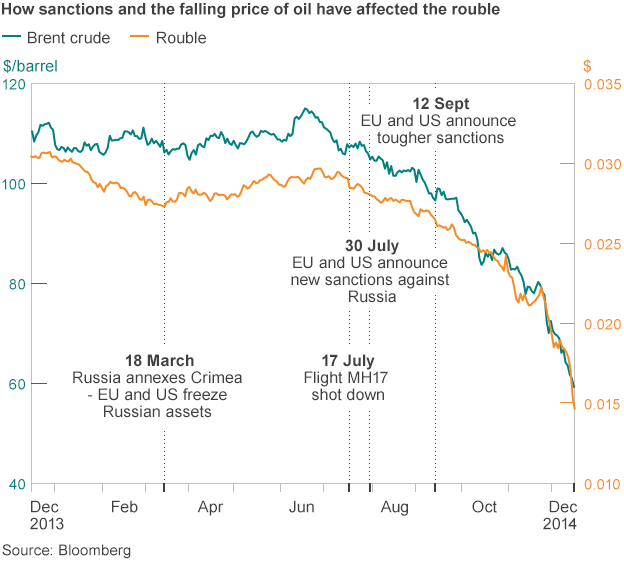 How sanctions and the falling price of oil have affected the rouble
Brent crude
Rouble
$/barrel
$
120
0.035
12 Sept
EU and US announce
tougher sanctions
0.030
100
30 July
EU and US announce
new sanctions against
Russia
0.025
80
0.020
18 March
Russia annexes Crimea
- EU and US freeze
Russian assets
17 July
Flight MH17
shot down
60
0.015
40
0.010
Dec
2013
Feb
Apr
Jun
Aug
Oct
Dec
2014
Source: Bloomberg